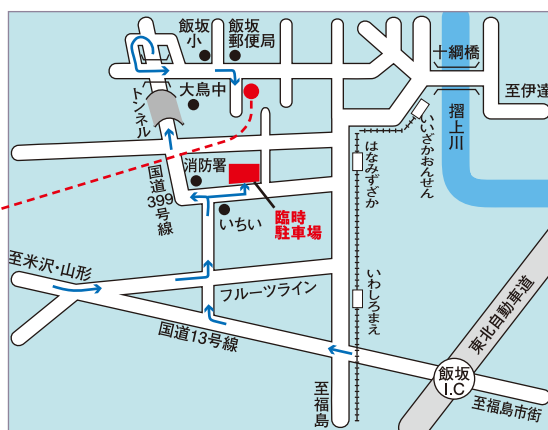 飯坂
小
飯坂
郵便局
十綱橋
至伊達
大鳥中
トンネル
摺上川
いいざかおんせん
はなみずざか
消防署
国道
399
号線
いちい
臨時
駐車場
至米沢・山形
フルーツライン
いわしろまえ
国道13号線
東北自動車道
飯坂
I.C
至福島
至福島市街